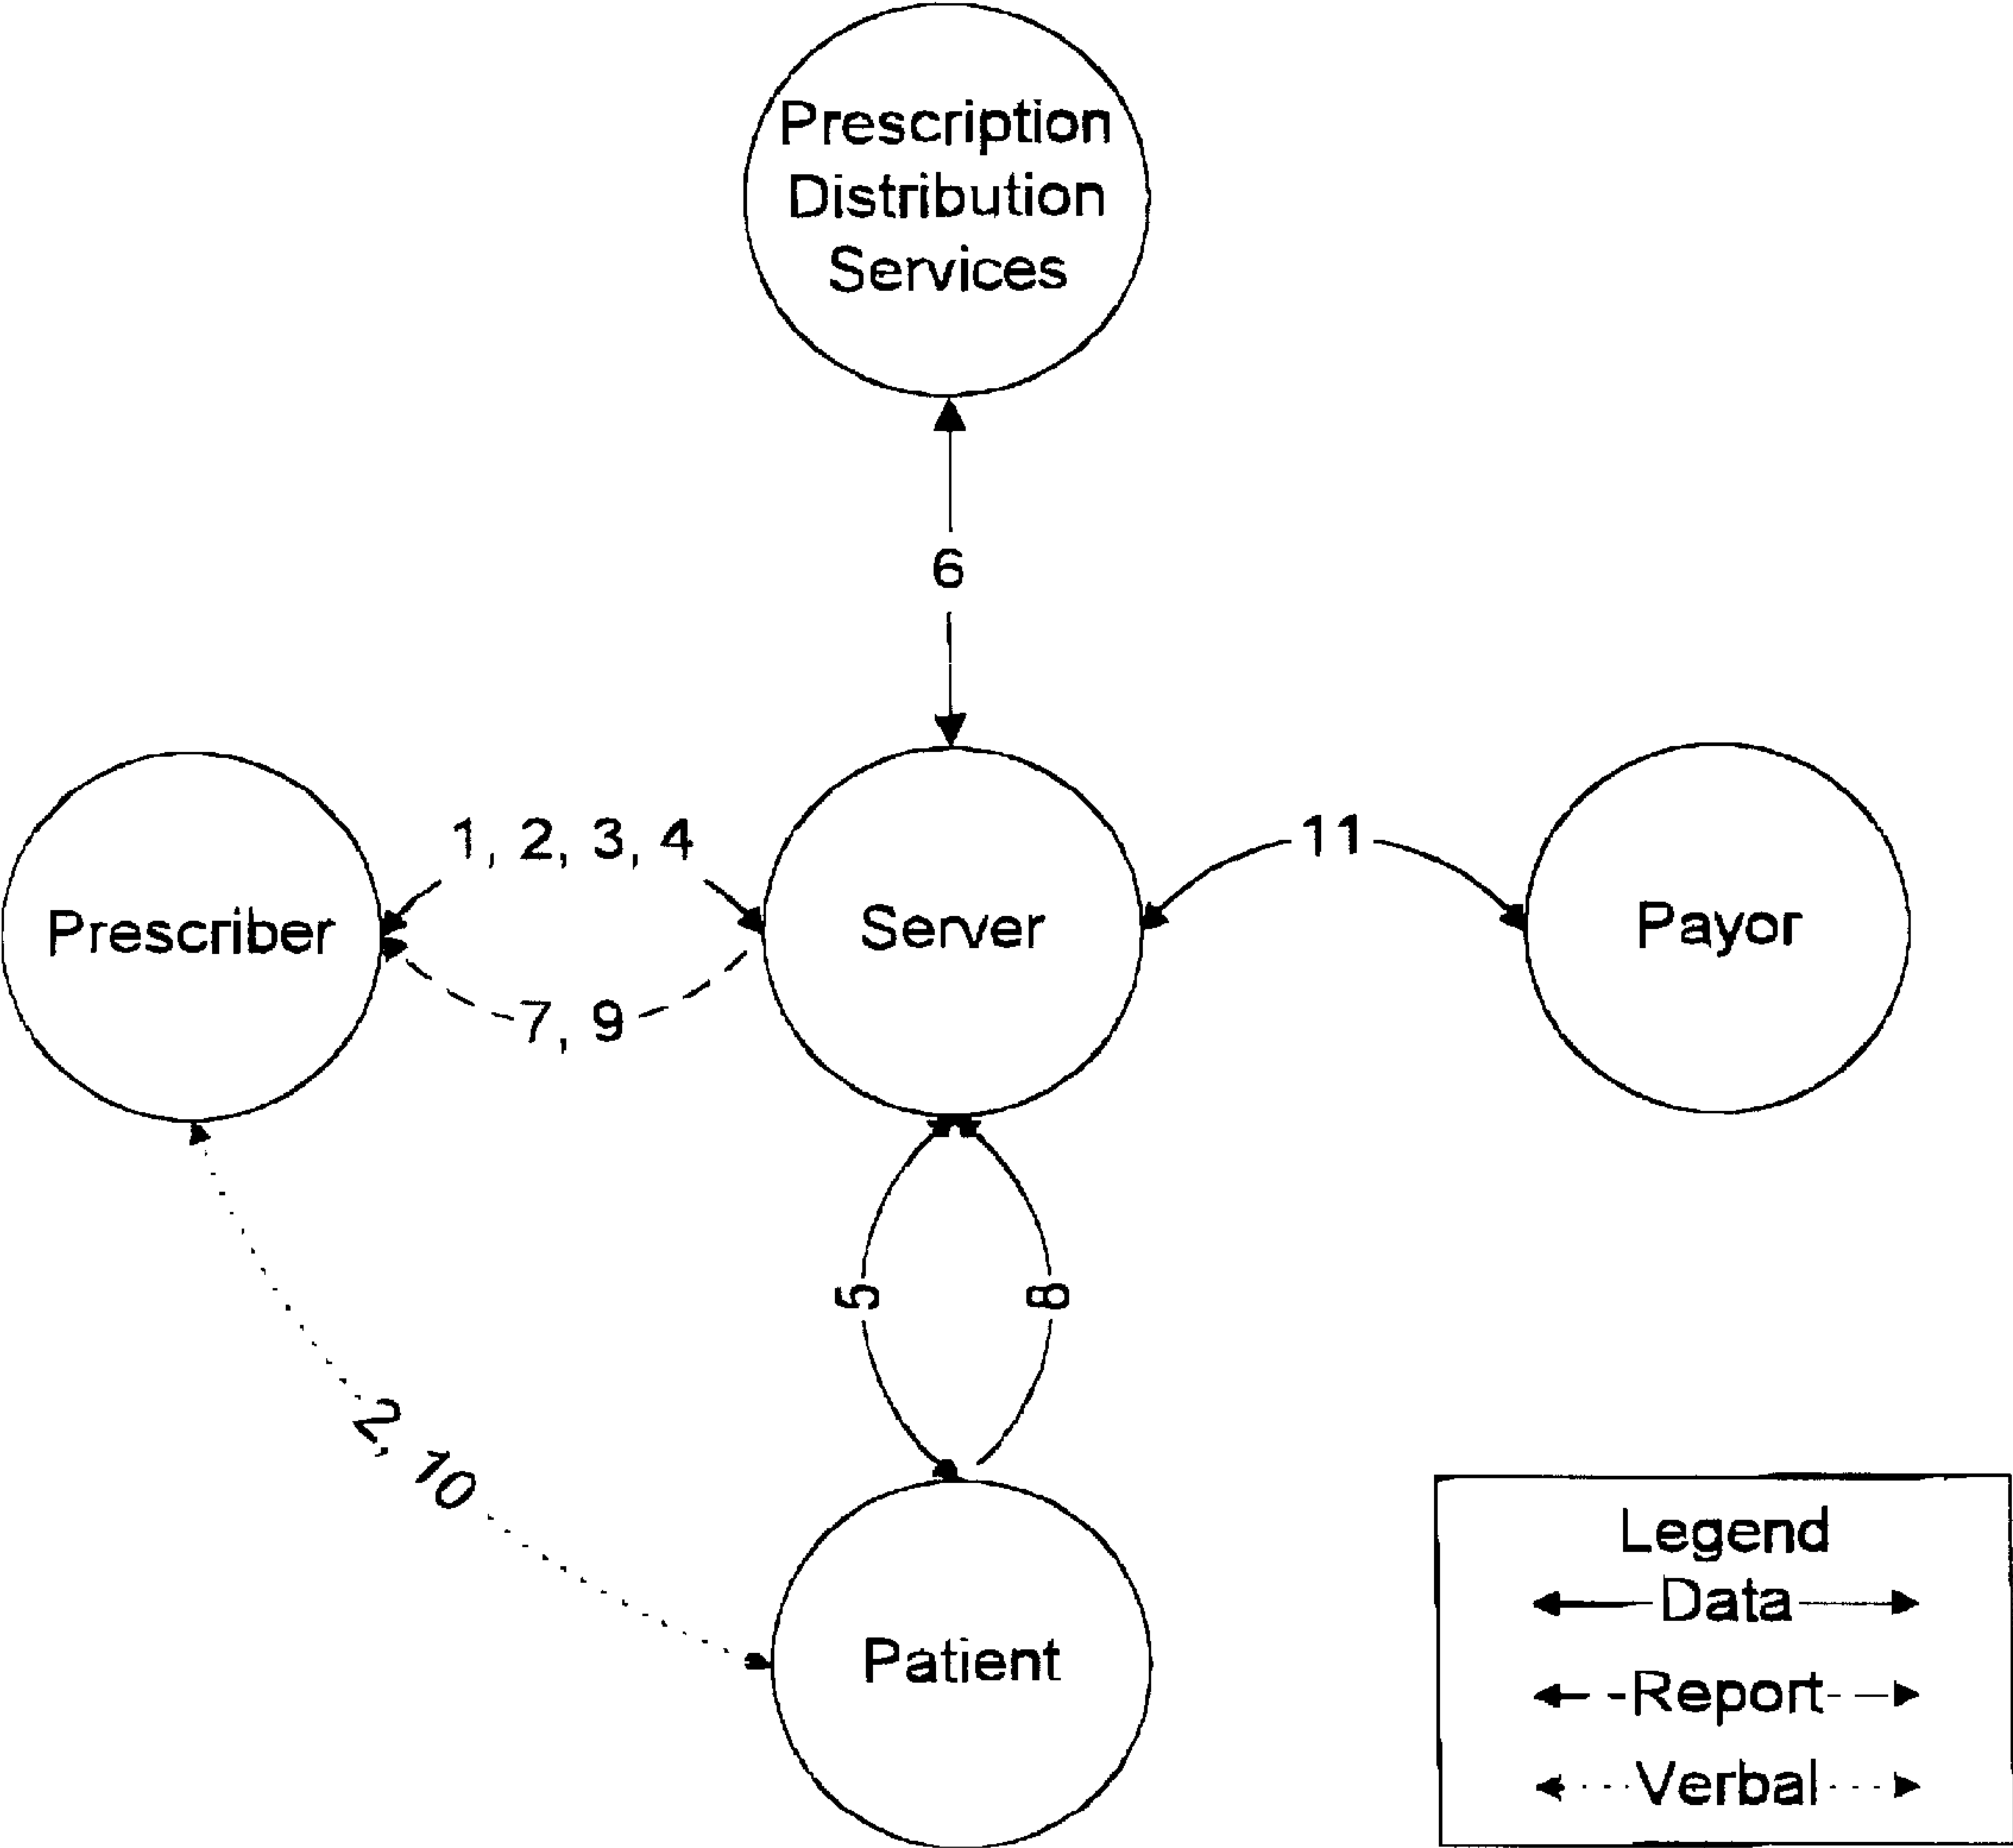 Prescription
Distribution
Services
6
1, 2, 3, 4
11
Prescriber
Server
Payor
7, 9
5
8
2, 10
Patient
Legend
Data
Report
Verbal